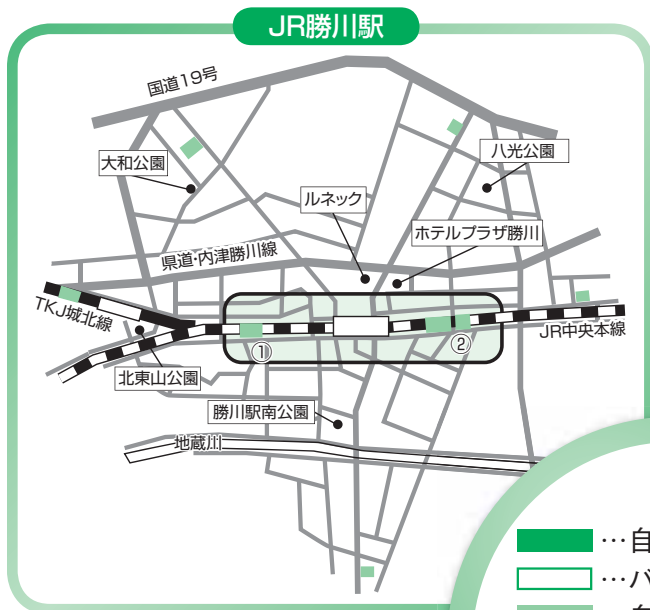 JR勝川駅
国道19号
大和公園
八光公園
ルネック
ホテルプラザ勝川
県道・内津勝川線
TKJ城北線
JR中央本線
①
②
北東山公園
勝川駅南公園
地蔵川
…自
…バ